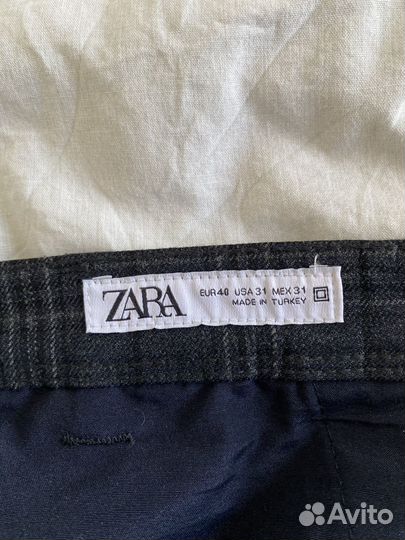 ZARA
EUR 40 USA 31 MEX 31
MADE IN TURKEY
Avito